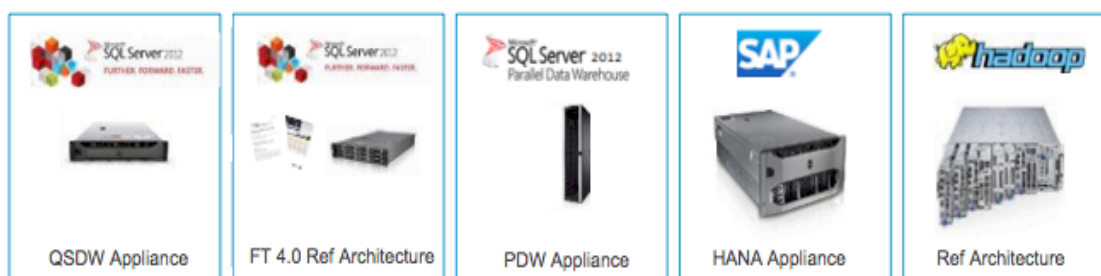 Microsoft
SQL Server 2012
FURTHER. FORWARD. FASTER.
QSDW Appliance
Microsoft
SQL Server 2012
FURTHER. FORWARD. FASTER.
FT 4.0 Ref Architecture
Microsoft
SQL Server 2012
Parallel Data Warehouse
PDW Appliance
SAP
HANA Appliance
hadoop
Ref Architecture